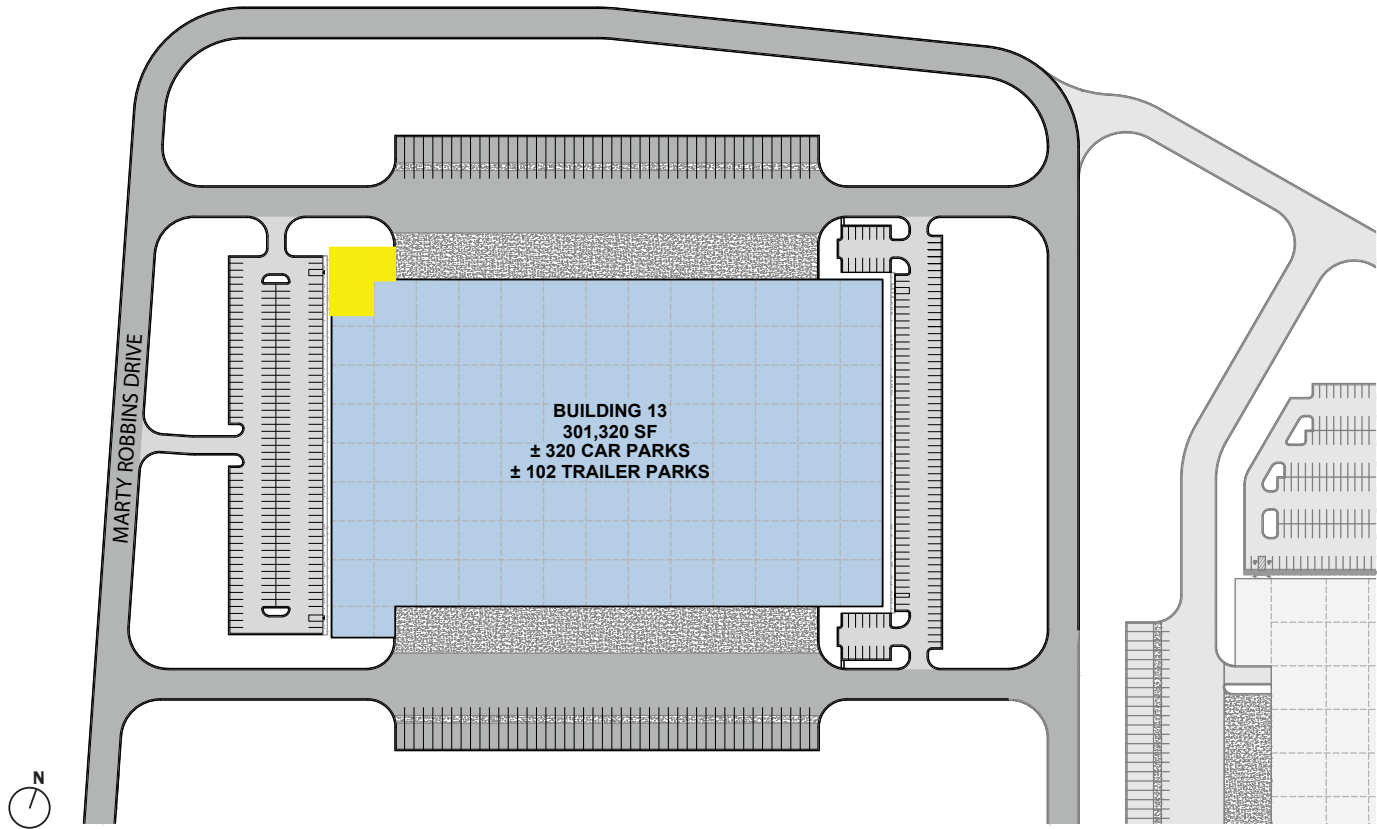 BUILDING 13
301,320 SF
± 320 CAR PARKS
± 102 TRAILER PARKS
MARTY ROBBINS DRIVE
N